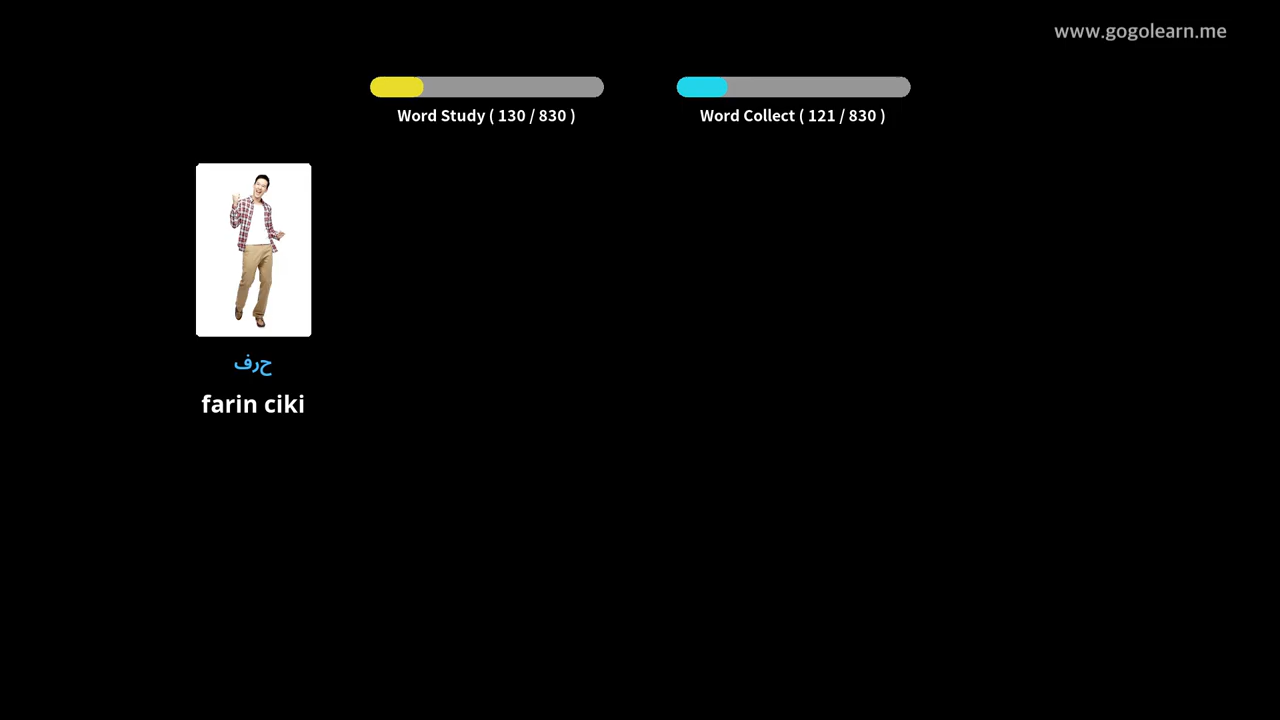 www.gogolearn.me
Word Study ( 130 / 830 )
Word Collect ( 121 / 830 )
حرف
farin ciki